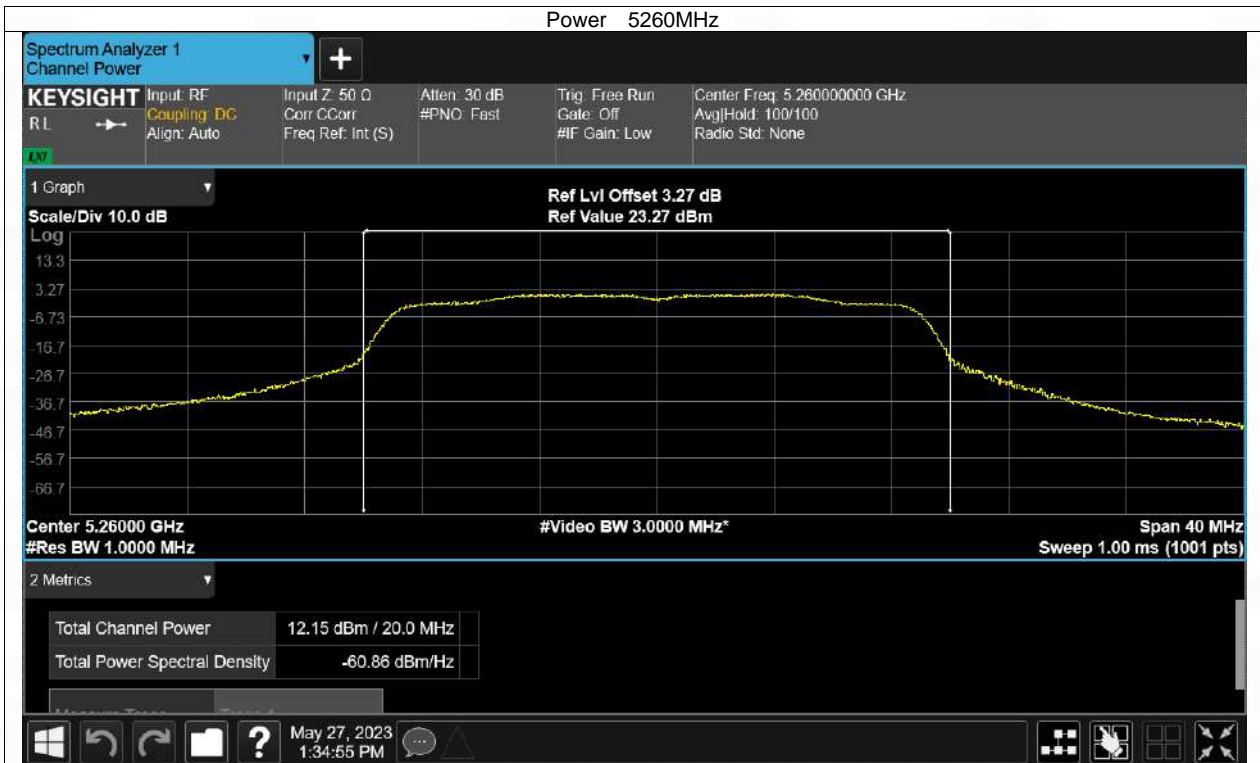 Power 5260MHz
Spectrum Analyzer 1
Channel Power
+
KEYSIGHT
RL
LXI
Input: RF
Coupling: DC
Align: Auto
Input Z: 50 Ω
Corr CCorr
Freq Ref: Int (S)
Atten: 30 dB
#PNO: Fast
Trig: Free Run
Gate: Off
#IF Gain: Low
Center Freq: 5.260000000 GHz
Avg|Hold: 100/100
Radio Std: None
1 Graph
Scale/Div 10.0 dB
Ref Lvl Offset 3.27 dB
Ref Value 23.27 dBm
Log
13.3
3.27
-6.73
-16.7
-26.7
-36.7
-46.7
-56.7
-66.7
Center 5.26000 GHz
#Res BW 1.0000 MHz
#Video BW 3.0000 MHz*
Span 40 MHz
Sweep 1.00 ms (1001 pts)
2 Metrics
Total Channel Power 12.15 dBm / 20.0 MHz
Total Power Spectral Density -60.86 dBm/Hz
?
May 27, 2023
1:34:55 PM